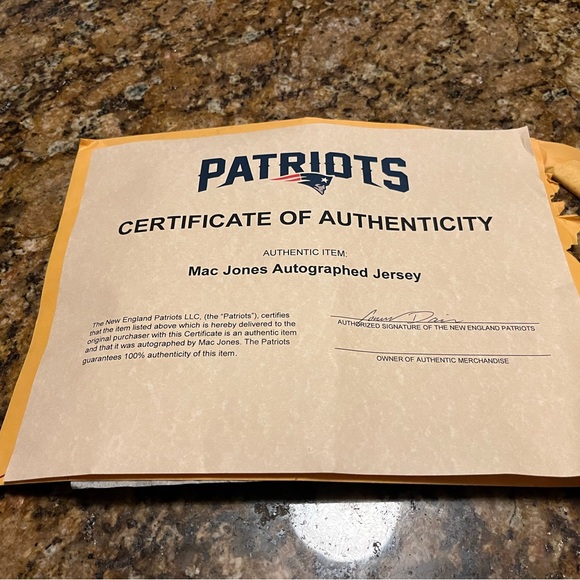 PATRIOTS
CERTIFICATE OF AUTHENTICITY
AUTHENTIC ITEM:
Mac Jones Autographed Jersey
The New England Patriots LLC, (the "Patriots"), certifies
that the item listed above which is hereby delivered to the
original purchaser with this Certificate is an authentic item
and that it was autographed by Mac Jones. The Patriots
guarantees 100% authenticity of this item.
AUTHORIZED SIGNATURE OF THE NEW ENGLAND PATRIOTS
OWNER OF AUTHENTIC MERCHANDISE